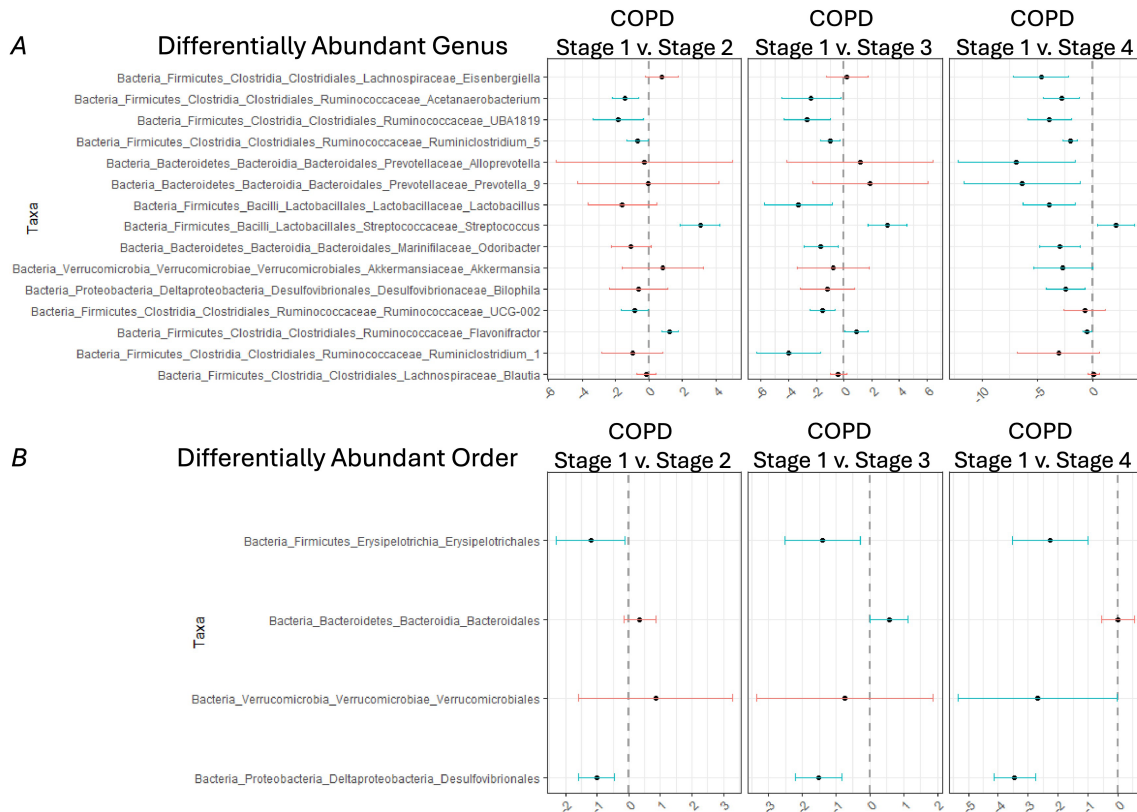 A
Differentially Abundant Genus
COPD
Stage 1 v. Stage 2
COPD
Stage 1 v. Stage 3
COPD
Stage 1 v. Stage 4
Taxa
Bacteria_Firmicutes_Clostridia_Clostridiales_Lachnospiraceae_Eisenbergiella
Bacteria_Firmicutes_Clostridia_Clostridiales_Ruminococcaceae_Acetanaerobacterium
Bacteria_Firmicutes_Clostridia_Clostridiales_Ruminococcaceae_UBA1819
Bacteria_Firmicutes_Clostridia_Clostridiales_Ruminococcaceae_Ruminiclostridium_5
Bacteria_Bacteroidetes_Bacteroidia_Bacteroidales_Prevotellaceae_Alloprevotella
Bacteria_Bacteroidetes_Bacteroidia_Bacteroidales_Prevotellaceae_Prevotella_9
Bacteria_Firmicutes_Bacilli_Lactobacillales_Lactobacillaceae_Lactobacillus
Bacteria_Firmicutes_Bacilli_Lactobacillales_Streptococcaceae_Streptococcus
Bacteria_Bacteroidetes_Bacteroidia_Bacteroidales_Marinifilaceae_Odoribacter
Bacteria_Verrucomicrobia_Verrucomicrobiae_Verrucomicrobiales_Akkermansiaceae_Akkermansia
Bacteria_Proteobacteria_Deltaproteobacteria_Desulfovibrionales_Desulfovibrionaceae_Bilophila
Bacteria_Firmicutes_Clostridia_Clostridiales_Ruminococcaceae_Ruminococcaceae_UCG-002
Bacteria_Firmicutes_Clostridia_Clostridiales_Ruminococcaceae_Flavonifractor
Bacteria_Firmicutes_Clostridia_Clostridiales_Ruminococcaceae_Ruminiclostridium_1
Bacteria_Firmicutes_Clostridia_Clostridiales_Lachnospiraceae_Blautia
-6 -4 -2 0 2 4
-6 -4 -2 0 2 4 6
-10 -5 0
B
Differentially Abundant Order
COPD
Stage 1 v. Stage 2
COPD
Stage 1 v. Stage 3
COPD
Stage 1 v. Stage 4
Taxa
Bacteria_Firmicutes_Erysipelotrichia_Erysipelotrichales
Bacteria_Bacteroidetes_Bacteroidia_Bacteroidales
Bacteria_Verrucomicrobia_Verrucomicrobiae_Verrucomicrobiales
Bacteria_Proteobacteria_Deltaproteobacteria_Desulfovibrionales
-2 -1 0 1 2 3
-3 -2 -1 0 1 2
-5 -4 -3 -2 -1 0